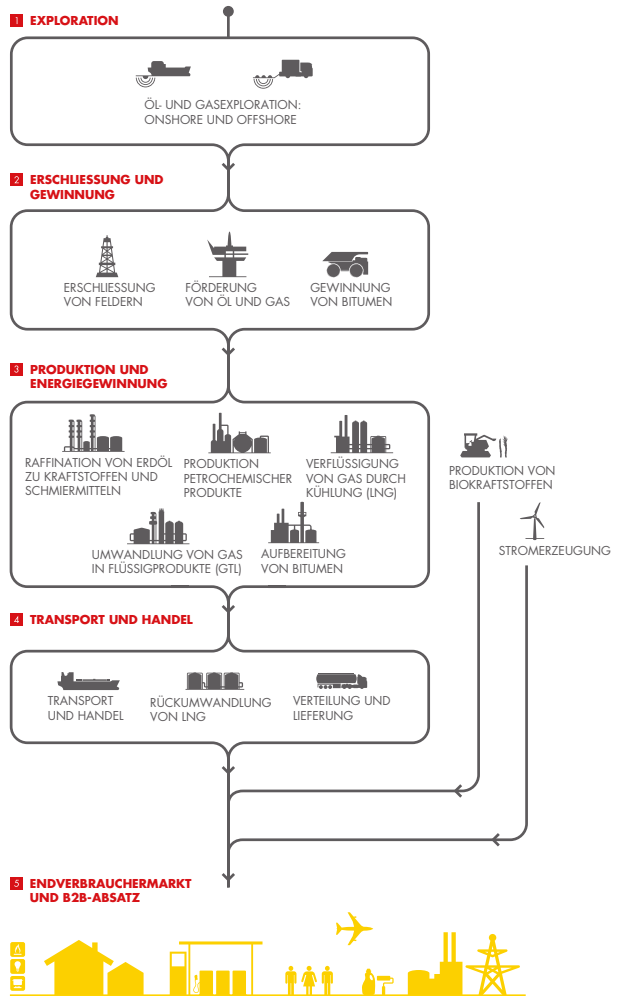 1 EXPLORATION
ÖL- UND GASEXPLORATION:
ONSHORE UND OFFSHORE
2 ERSCHLIESSUNG UND
GEWINNUNG
ERSCHLIESSUNG
VON FELDERN
FÖRDERUNG
VON ÖL UND GAS
GEWINNUNG
VON BITUMEN
3 PRODUKTION UND
ENERGIEGEWINNUNG
RAFFINATION VON ERDÖL
ZU KRAFTSTOFFEN UND
SCHMIERMITTELN
PRODUKTION
PETROCHEMISCHER
PRODUKTE
VERFLÜSSIGUNG
VON GAS DURCH
KÜHLUNG (LNG)
PRODUKTION VON
BIOKRAFTSTOFFEN
UMWANDLUNG VON GAS
IN FLÜSSIGPRODUKTE (GTL)
AUFBEREITUNG
VON BITUMEN
STROMERZEUGUNG
4 TRANSPORT UND HANDEL
TRANSPORT
UND HANDEL
RÜCKUMWANDLUNG
VON LNG
VERTEILUNG UND
LIEFERUNG
5 ENDVERBRAUCHERMARKT
UND B2B-ABSATZ